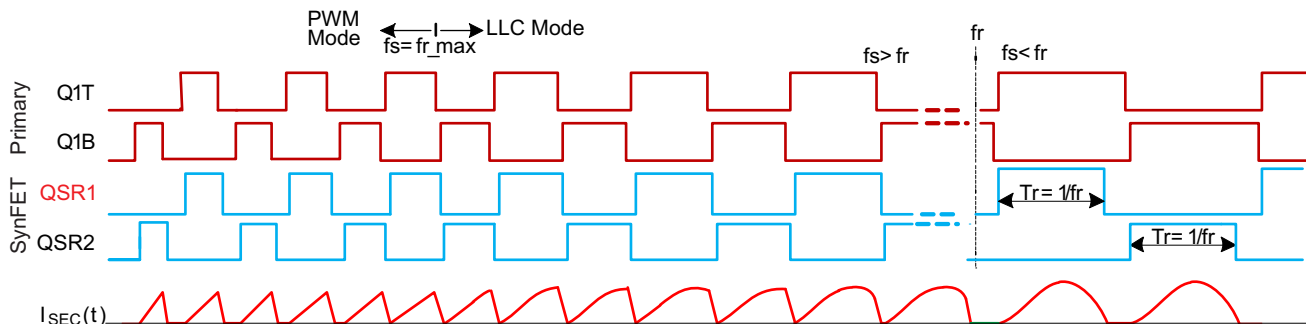 PWM
Mode
LLC Mode
fs= fr_max
fr
fs> fr
fs< fr
Primary
Q1T
Q1B
SynFET
QSR1
Tr= 1/fr
QSR2
Tr= 1/fr
ISEC(t)